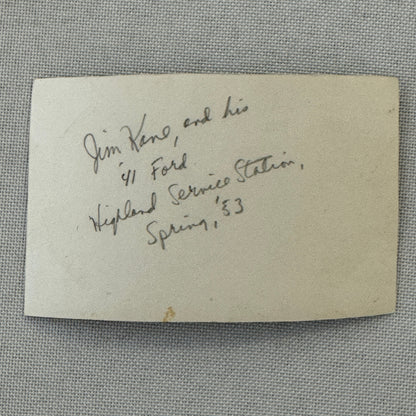 Jim Kane, and his
'41 Ford
Highland Service Station,
Spring, '53